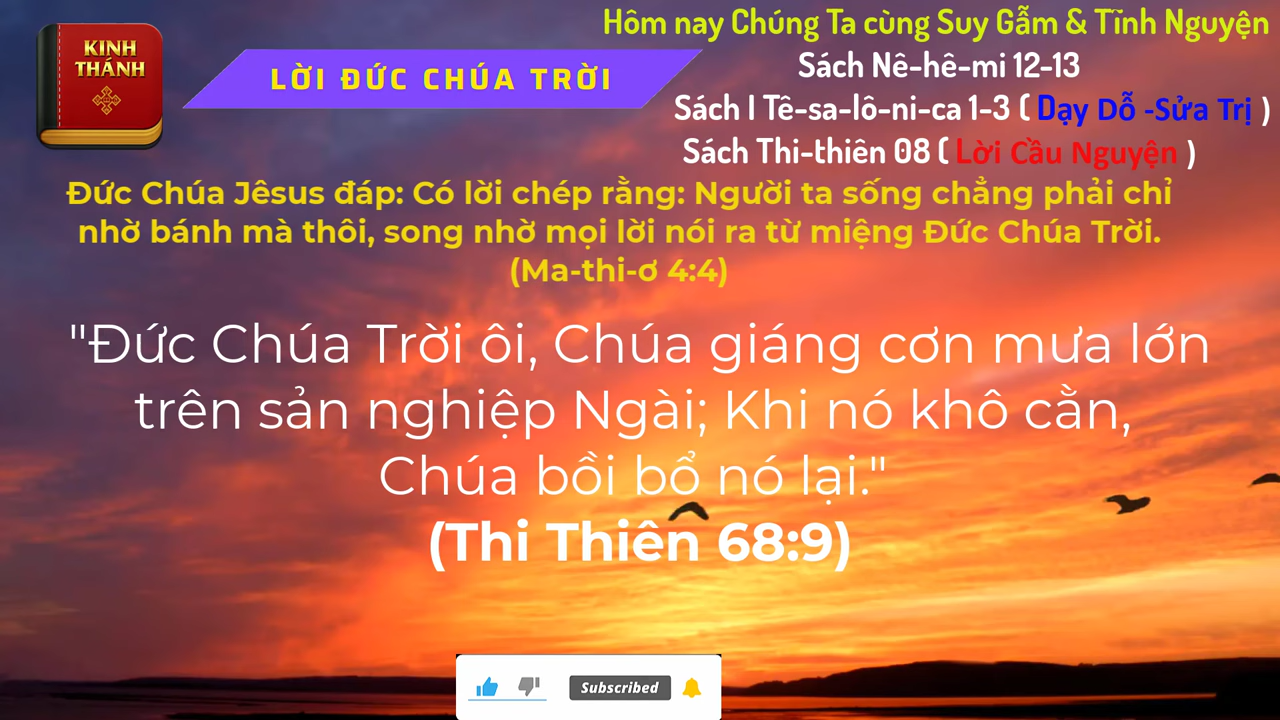 KINH
THÁNH
LỜI ĐỨC CHÚA TRỜI
Hôm nay Chúng Ta cùng Suy Gẫm & Tĩnh Nguyện
Sách Nê-hê-mi 12-13
Sách I Tê-sa-lô-ni-ca 1-3 ( Dạy Dỗ -Sửa Trị )
Sách Thi-thiên 08 ( Lời Cầu Nguyện )
Đức Chúa Jêsus đáp: Có lời chép rằng: Người ta sống chẳng phải chỉ
nhờ bánh mà thôi, song nhờ mọi lời nói ra từ miệng Đức Chúa Trời.
(Ma-thi-ơ 4:4)
"Đức Chúa Trời ôi, Chúa giáng cơn mưa lớn
trên sản nghiệp Ngài; Khi nó khô cằn,
Chúa bồi bổ nó lại."
(Thi Thiên 68:9)
Subscribed